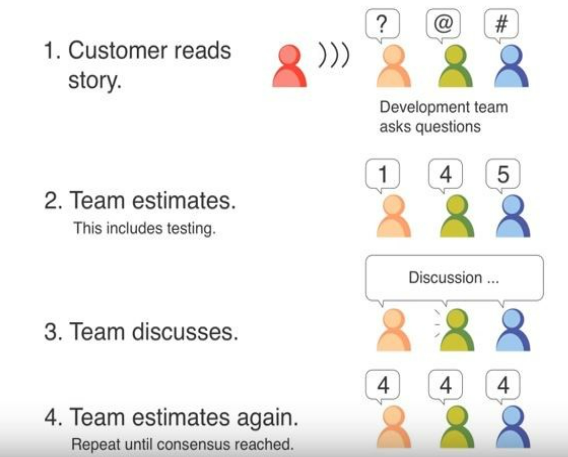 ? @ #
1. Customer reads
story.
)))
Development team
asks questions
1 4 5
2. Team estimates.
This includes testing.
Discussion ...
3. Team discusses.
4 4 4
4. Team estimates again.
Repeat until consensus reached.